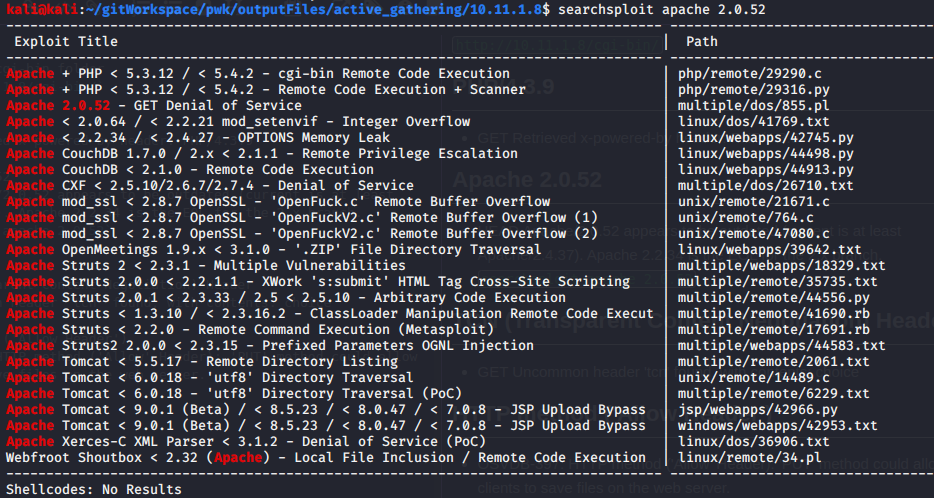 kali@kali:~/gitWorkspace/pwk/outputFiles/active_gathering/10.11.1.8$ searchsploit apache 2.0.52
Exploit Title | Path
Apache + PHP < 5.3.12 / < 5.4.2 - cgi-bin Remote Code Execution | php/remote/29290.c
Apache + PHP < 5.3.12 / < 5.4.2 - Remote Code Execution + Scanner | php/remote/29316.py
Apache 2.0.52 - GET Denial of Service | multiple/dos/855.pl
Apache < 2.0.64 / < 2.2.21 mod_setenvif - Integer Overflow | linux/dos/41769.txt
Apache < 2.2.34 / < 2.4.27 - OPTIONS Memory Leak | linux/webapps/42745.py
Apache CouchDB 1.7.0 / 2.x < 2.1.1 - Remote Privilege Escalation | linux/webapps/44498.py
Apache CouchDB < 2.1.0 - Remote Code Execution | linux/webapps/44913.py
Apache CXF < 2.5.10/2.6.7/2.7.4 - Denial of Service | multiple/dos/26710.txt
Apache mod_ssl < 2.8.7 OpenSSL - 'OpenFuck.c' Remote Buffer Overflow | unix/remote/21671.c
Apache mod_ssl < 2.8.7 OpenSSL - 'OpenFuckV2.c' Remote Buffer Overflow (1) | unix/remote/764.c
Apache mod_ssl < 2.8.7 OpenSSL - 'OpenFuckV2.c' Remote Buffer Overflow (2) | unix/remote/47080.c
Apache OpenMeetings 1.9.x < 3.1.0 - '.ZIP' File Directory Traversal | linux/webapps/39642.txt
Apache Struts 2 < 2.3.1 - Multiple Vulnerabilities | multiple/webapps/18329.txt
Apache Struts 2.0.0 < 2.2.1.1 - XWork 's:submit' HTML Tag Cross-Site Scripting | multiple/remote/35735.txt
Apache Struts 2.0.1 < 2.3.33 / 2.5 < 2.5.10 - Arbitrary Code Execution | multiple/remote/44556.py
Apache Struts < 1.3.10 / < 2.3.16.2 - ClassLoader Manipulation Remote Code Execut | multiple/remote/41690.rb
Apache Struts < 2.2.0 - Remote Command Execution (Metasploit) | multiple/remote/17691.rb
Apache Struts2 2.0.0 < 2.3.15 - Prefixed Parameters OGNL Injection | multiple/webapps/44583.txt
Apache Tomcat < 5.5.17 - Remote Directory Listing | multiple/remote/2061.txt
Apache Tomcat < 6.0.18 - 'utf8' Directory Traversal | unix/remote/14489.c
Apache Tomcat < 6.0.18 - 'utf8' Directory Traversal (PoC) | multiple/remote/6229.txt
Apache Tomcat < 9.0.1 (Beta) / < 8.5.23 / < 8.0.47 / < 7.0.8 - JSP Upload Bypass | jsp/webapps/42966.py
Apache Tomcat < 9.0.1 (Beta) / < 8.5.23 / < 8.0.47 / < 7.0.8 - JSP Upload Bypass | windows/webapps/42953.txt
Apache Xerces-C XML Parser < 3.1.2 - Denial of Service (PoC) | linux/dos/36906.txt
Webfroot Shoutbox < 2.32 (Apache) - Local File Inclusion / Remote Code Execution | linux/remote/34.pl
Shellcodes: No Results